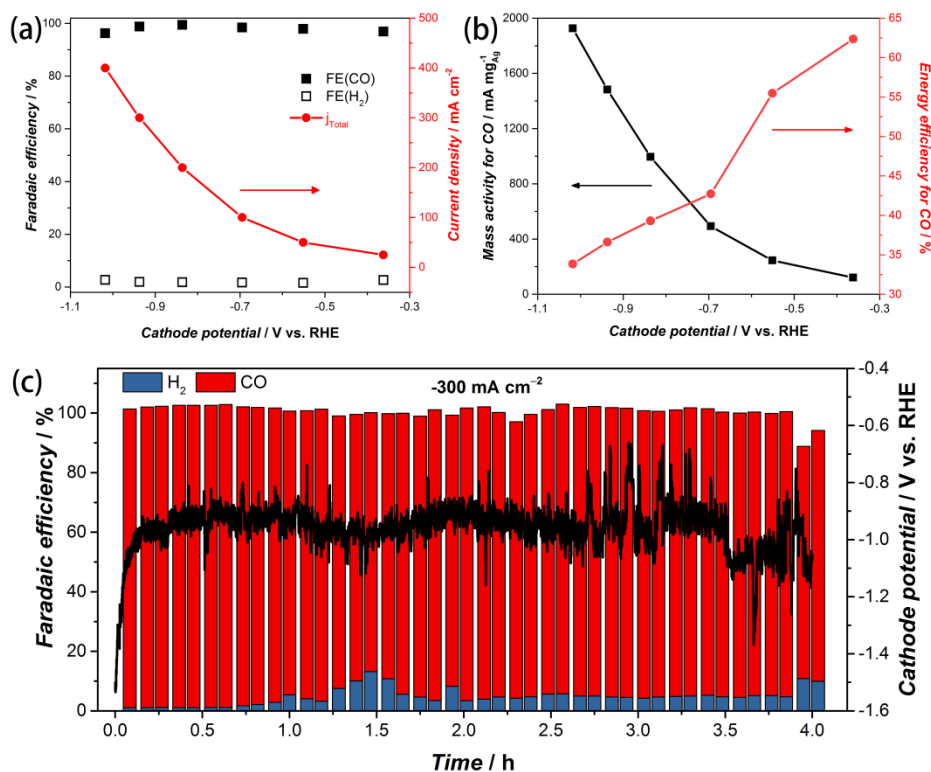 (a)
Faradaic efficiency / %
100
80
60
40
20
0
FE(CO)
FE(H₂)
j_Total
500
400
300
200
100
0
Current density / mA cm⁻²
-1.1 -0.9 -0.7 -0.5 -0.3
Cathode potential / V vs. RHE
(b)
Mass activity for CO / mA mg⁻¹_Ag
2000
1600
1200
800
400
0
65
60
55
50
45
40
35
30
Energy efficiency for CO / %
-1.1 -0.9 -0.7 -0.5 -0.3
Cathode potential / V vs. RHE
(c)
H₂ CO
-300 mA cm⁻²
Faradaic efficiency / %
100
80
60
40
20
0
-0.4
-0.6
-0.8
-1.0
-1.2
-1.4
-1.6
Cathode potential / V vs. RHE
0.0 0.5 1.0 1.5 2.0 2.5 3.0 3.5 4.0
Time / h